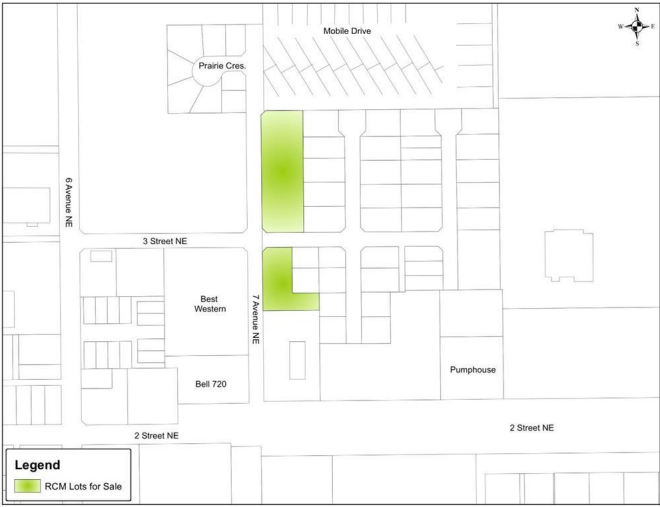 Mobile Drive
N
W E
S
Prairie Cres.
6 Avenue NE
3 Street NE
Best
Western
7 Avenue NE
Bell 720
Pumphouse
2 Street NE
2 Street NE
Legend
RCM Lots for Sale